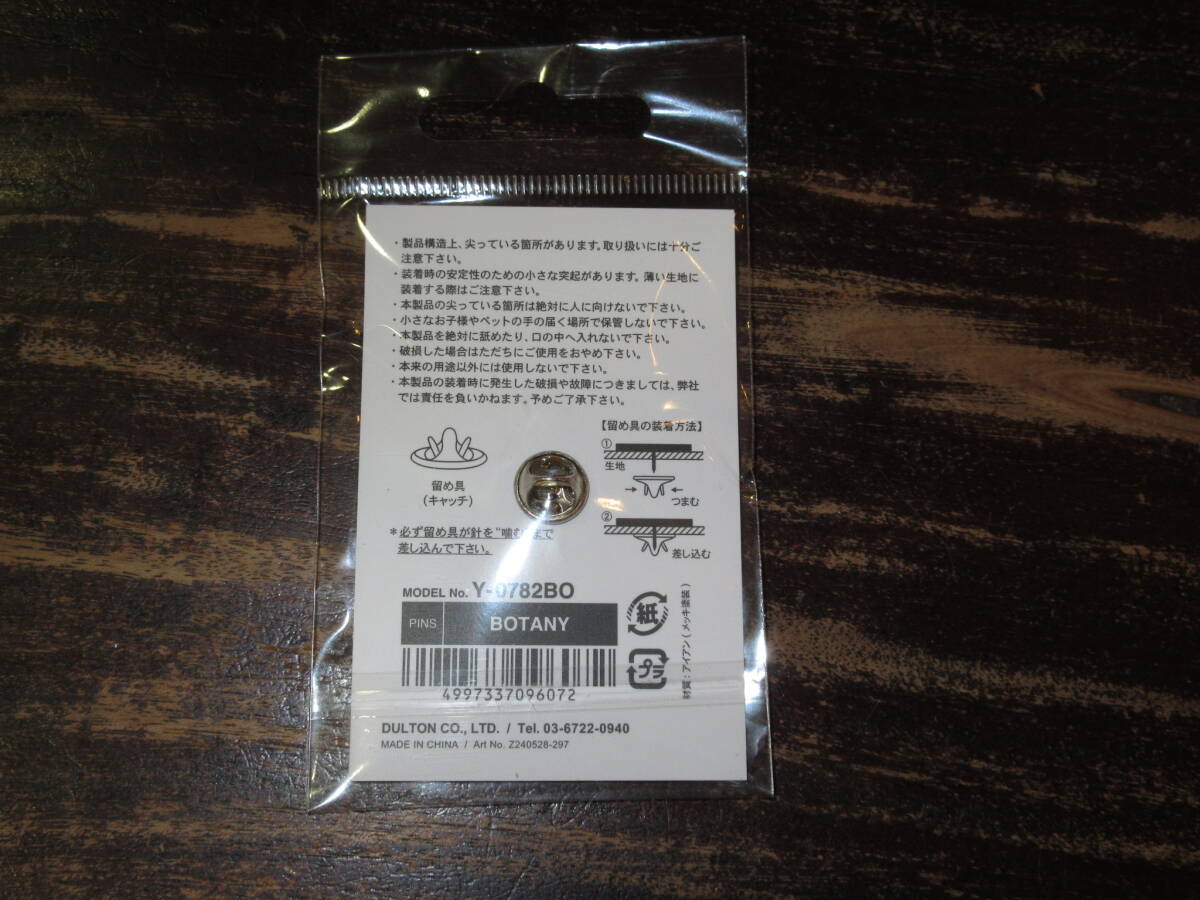 ・製品構造上、尖っている箇所があります。取り扱いには十分ご
注意下さい。
・装着時の安定性のための小さな突起があります。薄い生地に
装着する際はご注意下さい。
・本製品の尖っている箇所は絶対に人に向けないで下さい。
・小さなお子様やペットの手の届く場所で保管しないで下さい。
・本製品を絶対に舐めたり、口の中へ入れないで下さい。
・破損した場合はただちにご使用をおやめ下さい。
・本来の用途以外には使用しないで下さい。
・本製品の装着時に発生した破損や故障につきましては、弊社
では責任を負いかねます。予めご了承下さい。
【留め具の装着方法】
①
生地
つまむ
②
差し込む
留め具
(キャッチ)
*必ず留め具が針を"噛む"まで
差し込んで下さい。
MODEL No. Y-0782BO
PINS BOTANY
紙
プラ
材質:アイアン(メッキ塗装)
4997337096072
DULTON CO., LTD. / Tel. 03-6722-0940
MADE IN CHINA / Art No. Z240528-297